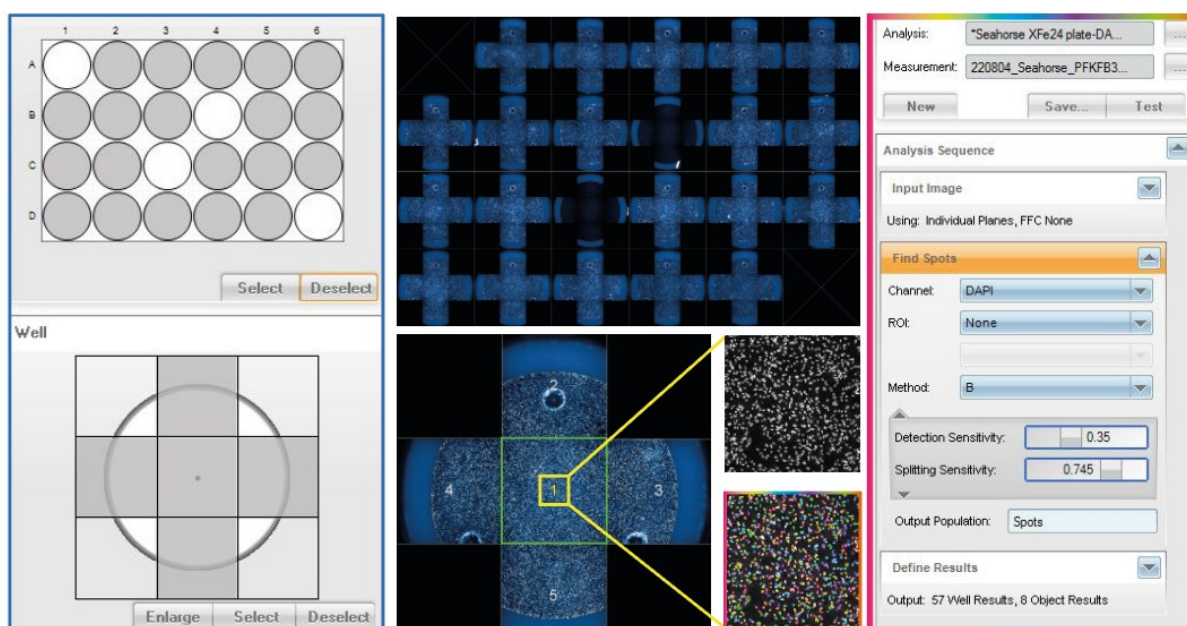 1 2 3 4 5 6
A
B
C
D
Select Deselect
Well
Enlarge Select Deselect
2
4 1 3
5
Analysis: *Seahorse XFe24 plate-DA... ...
Measurement: 220804_Seahorse_PFKFB3... ...
New Save... Test
Analysis Sequence
Input Image
Using: Individual Planes, FFC None
Find Spots
Channel: DAPI
ROI: None
Method: B
Detection Sensitivity: 0.35
Splitting Sensitivity: 0.745
Output Population: Spots
Define Results
Output: 57 Well Results, 8 Object Results